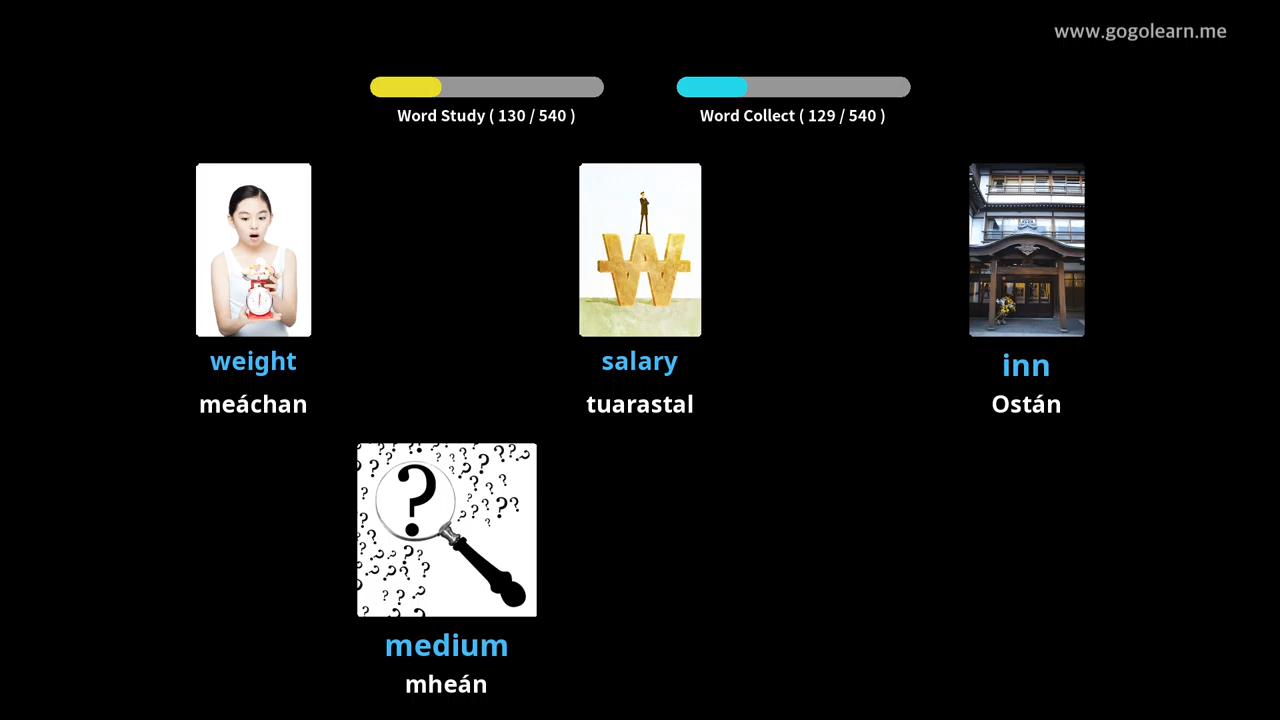 www.gogolearn.me
Word Study ( 130 / 540 )
Word Collect ( 129 / 540 )
weight
salary
inn
meáchan
tuarastal
Ostán
medium
mheán